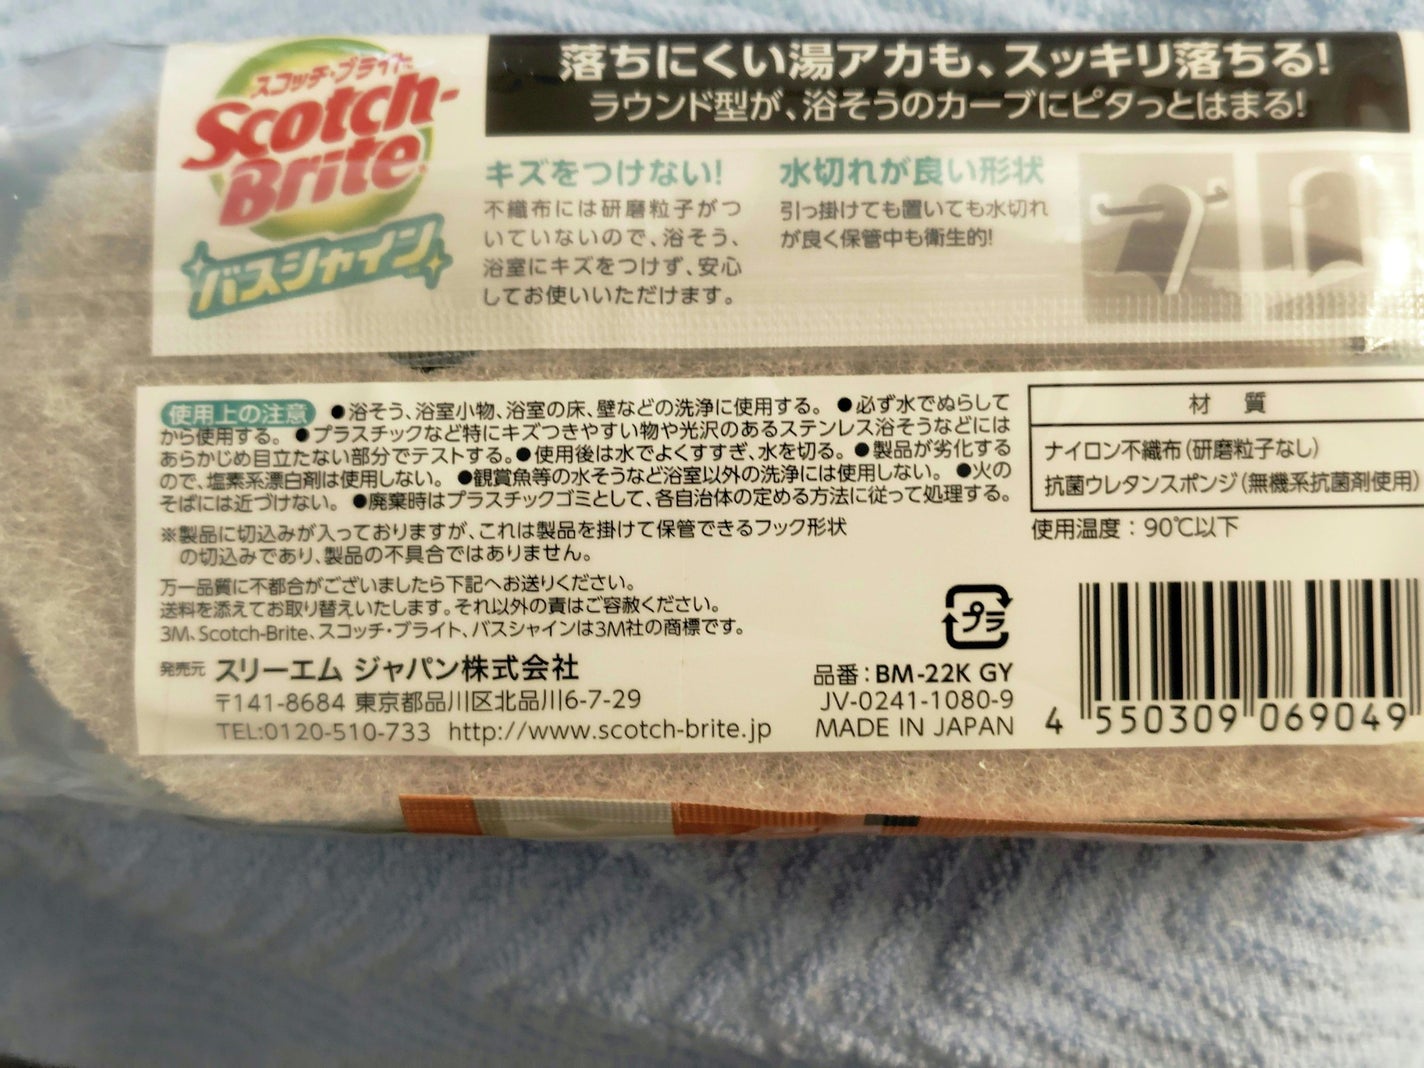 スコッチ・ブライト
Scotch-
Brite
バスシャイン
落ちにくい湯アカも、スッキリ落ちる!
ラウンド型が、浴そうのカーブにピタっとはまる!
キズをつけない!
不織布には研磨粒子がつ
いていないので、浴そう、
浴室にキズをつけず、安心
してお使いいただけます。
水切れが良い形状
引っ掛けても置いても水切れ
が良く保管中も衛生的!
使用上の注意 ●浴そう、浴室小物、浴室の床、壁などの洗浄に使用する。 ●必ず水でぬらして
から使用する。 ●プラスチックなど特にキズつきやすい物や光沢のあるステンレス浴そうなどには
あらかじめ目立たない部分でテストする。●使用後は水でよくすすぎ、水を切る。 ●製品が劣化する
ので、塩素系漂白剤は使用しない。 ●観賞魚等の水そうなど浴室以外の洗浄には使用しない。 ●火の
そばには近づけない。 ●廃棄時はプラスチックゴミとして、各自治体の定める方法に従って処理する。
※製品に切込みが入っておりますが、これは製品を掛けて保管できるフック形状
の切込みであり、製品の不具合ではありません。
万一品質に不都合がございましたら下記へお送りください。
送料を添えてお取り替えいたします。それ以外の責はご容赦ください。
3M、Scotch-Brite、スコッチ・ブライト、バスシャインは3M社の商標です。
発売元 スリーエム ジャパン株式会社
〒141-8684 東京都品川区北品川6-7-29
TEL:0120-510-733 http://www.scotch-brite.jp
プラ
品番：BM-22K GY
JV-0241-1080-9
MADE IN JAPAN
材 質
ナイロン不織布(研磨粒子なし)
抗菌ウレタンスポンジ(無機系抗菌剤使用)
使用温度：90℃以下
4 550309 069049